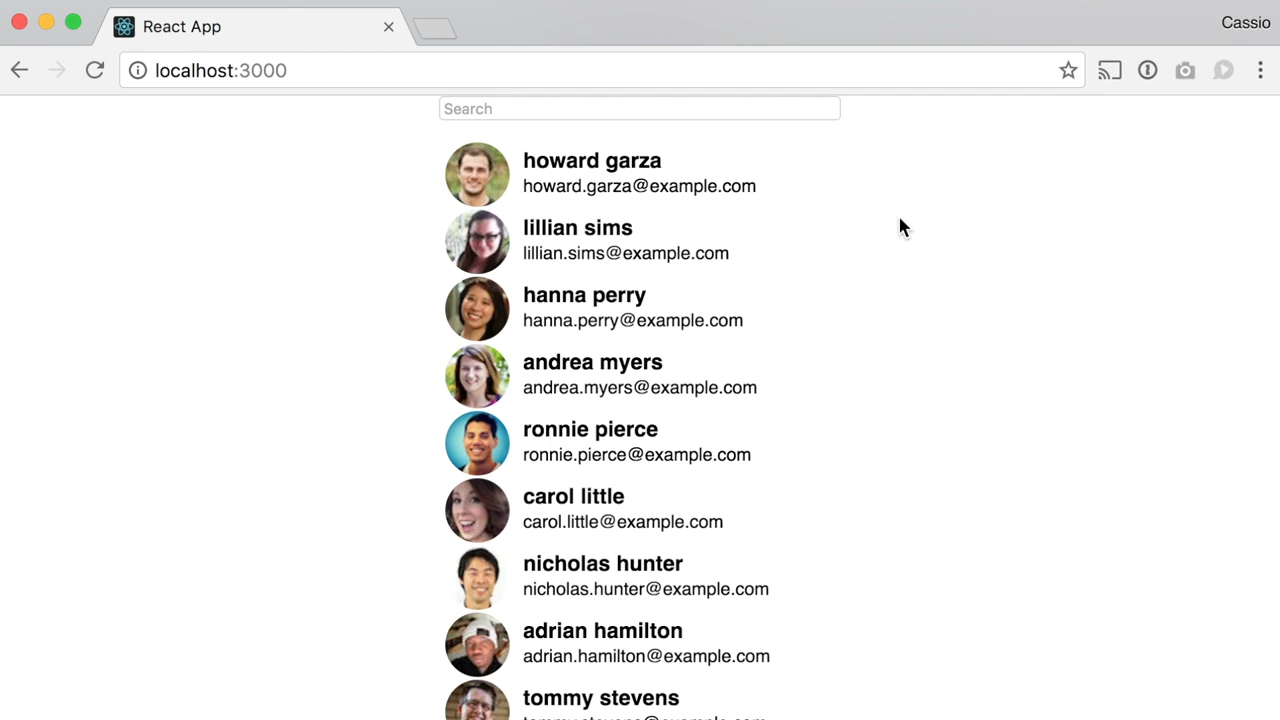 React App
Cassio
localhost:3000
Search
howard garza
howard.garza@example.com
lillian sims
lillian.sims@example.com
hanna perry
hanna.perry@example.com
andrea myers
andrea.myers@example.com
ronnie pierce
ronnie.pierce@example.com
carol little
carol.little@example.com
nicholas hunter
nicholas.hunter@example.com
adrian hamilton
adrian.hamilton@example.com
tommy stevens